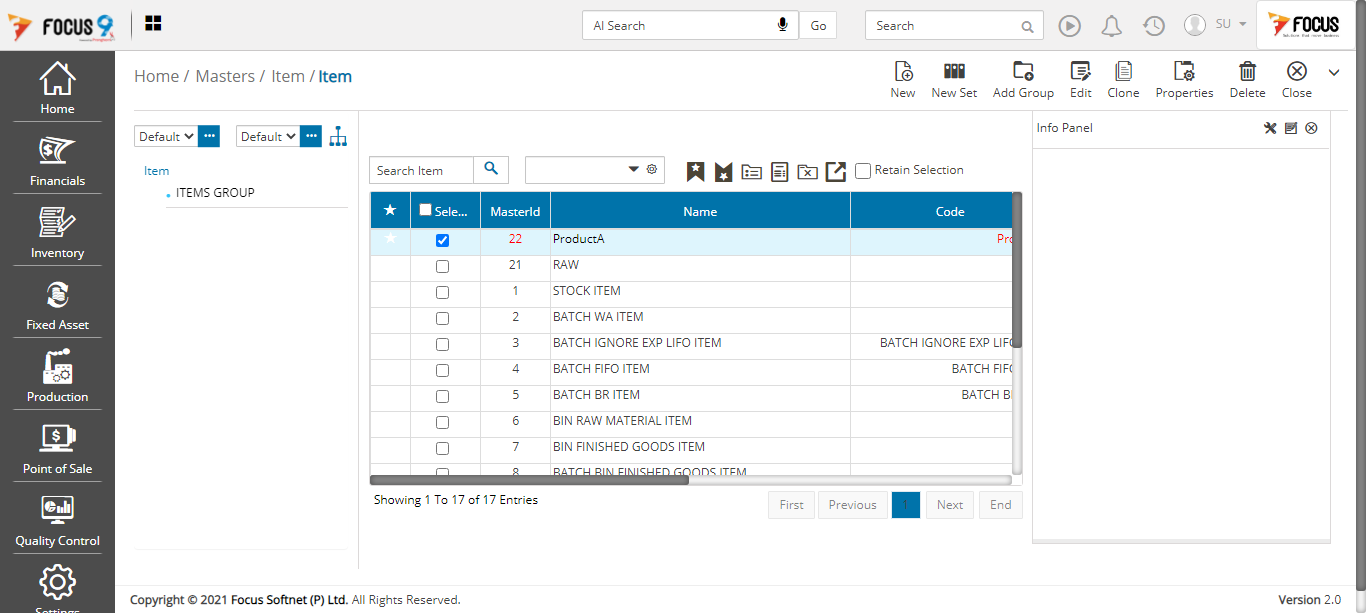 FOCUS 9
AI Search
Go
Search
SU
FOCUS
Home
Financials
Inventory
Fixed Asset
Production
Point of Sale
Quality Control
Settings
Home / Masters / Item / Item
New
New Set
Add Group
Edit
Clone
Properties
Delete
Close
Default
Default
Item
ITEMS GROUP
Search Item
Retain Selection
Info Panel
Sele... MasterId Name Code
22 ProductA Pro
21 RAW
1 STOCK ITEM
2 BATCH WA ITEM
3 BATCH IGNORE EXP LIFO ITEM BATCH IGNORE EXP LIFO
4 BATCH FIFO ITEM BATCH FIFO
5 BATCH BR ITEM BATCH B
6 BIN RAW MATERIAL ITEM
7 BIN FINISHED GOODS ITEM
8 BATCH BIN FINISHED GOODS ITEM
Showing 1 To 17 of 17 Entries
First Previous 1 Next End
Copyright © 2021 Focus Softnet (P) Ltd. All Rights Reserved.
Version 2.0